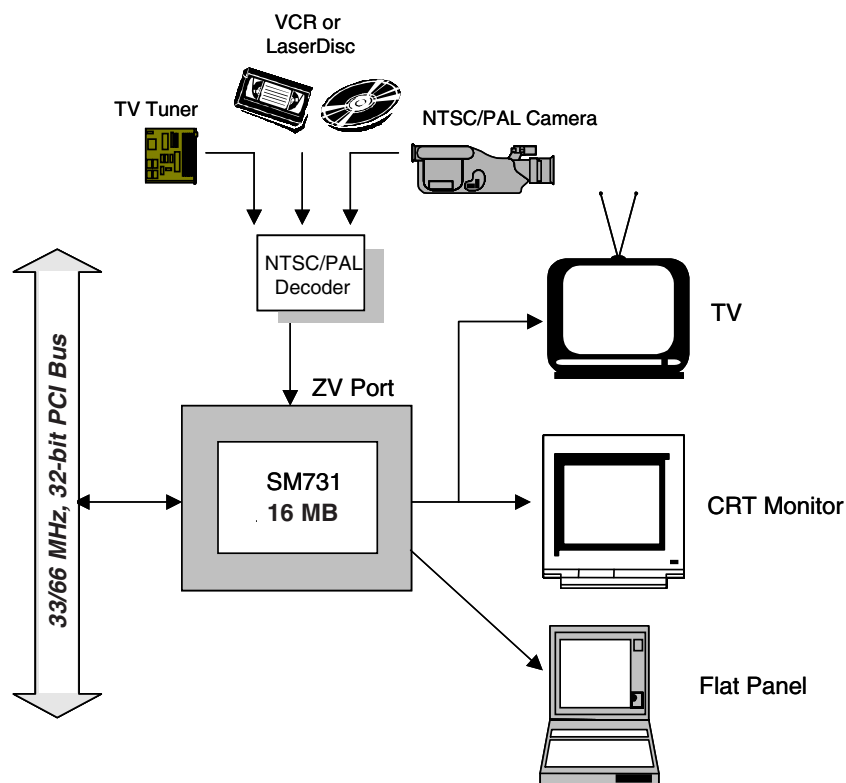 VCR or
LaserDisc
TV Tuner
NTSC/PAL Camera
NTSC/PAL
Decoder
TV
ZV Port
33/66 MHz, 32-bit PCI Bus
SM731
16 MB
CRT Monitor
Flat Panel